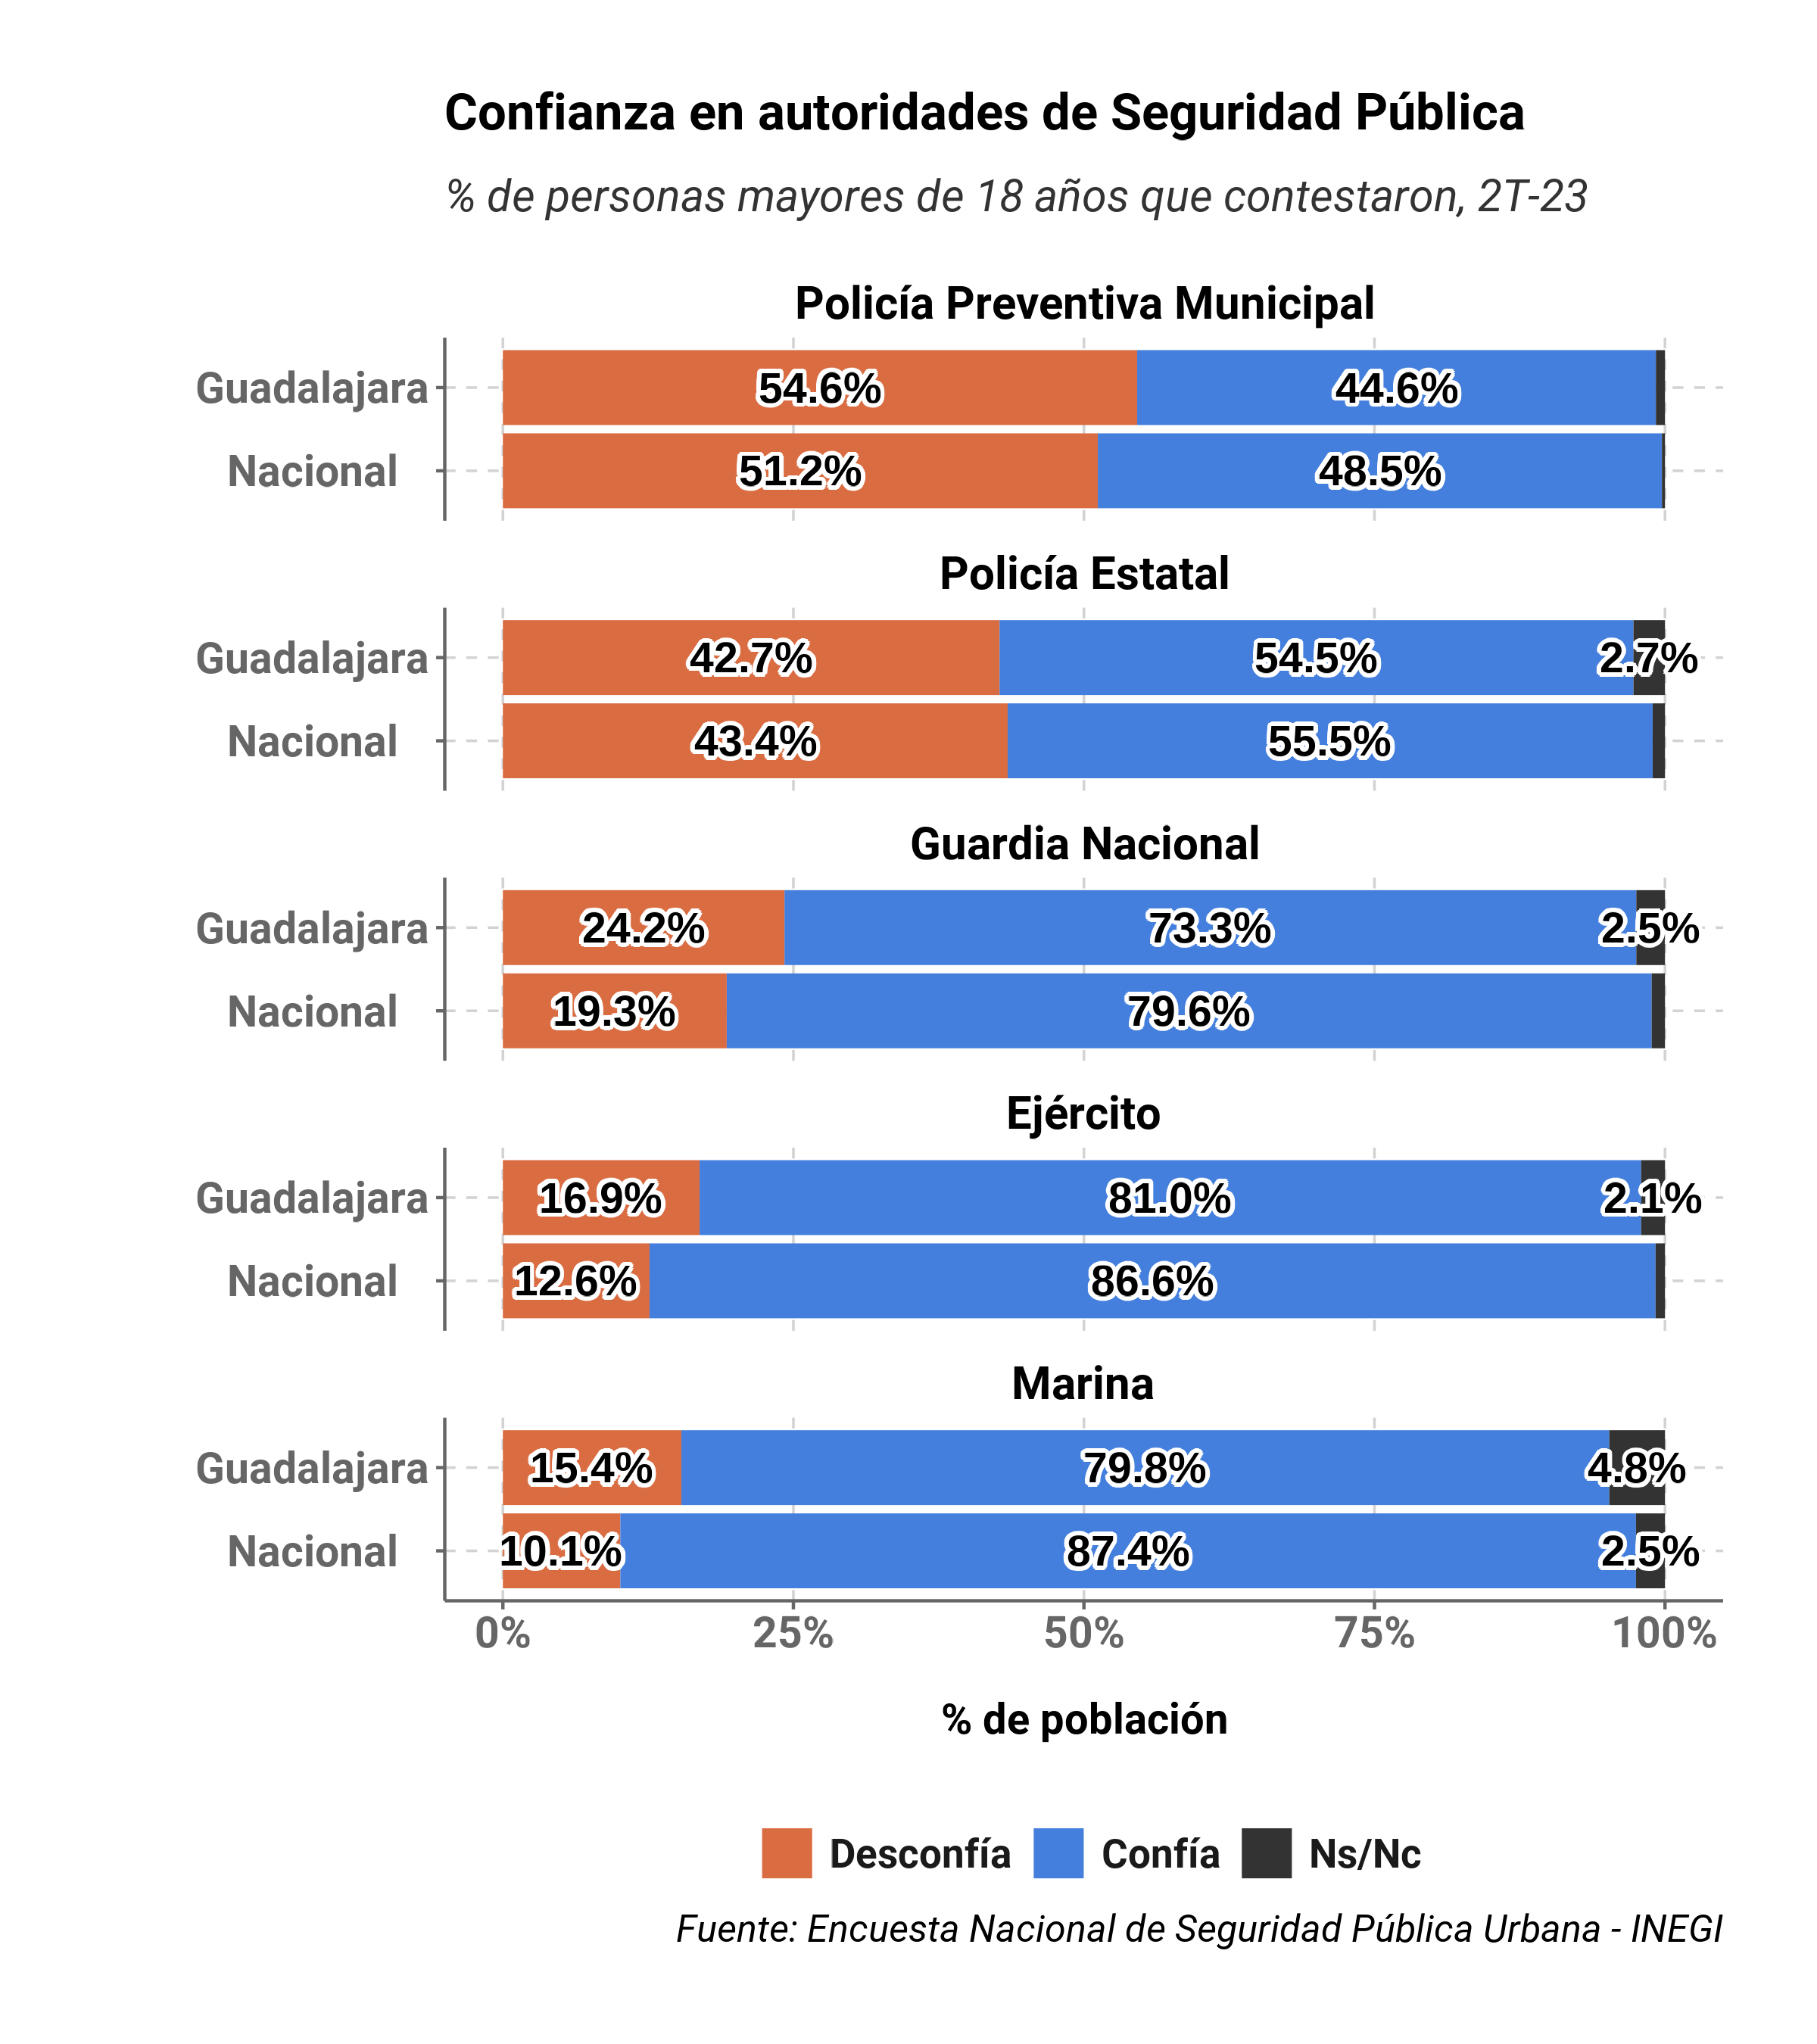 Confianza en autoridades de Seguridad Pública
% de personas mayores de 18 años que contestaron, 2T-23
Policía Preventiva Municipal
Guadalajara 54.6% 44.6%
Nacional 51.2% 48.5%
Policía Estatal
Guadalajara 42.7% 54.5% 2.7%
Nacional 43.4% 55.5%
Guardia Nacional
Guadalajara 24.2% 73.3% 2.5%
Nacional 19.3% 79.6%
Ejército
Guadalajara 16.9% 81.0% 2.1%
Nacional 12.6% 86.6%
Marina
Guadalajara 15.4% 79.8% 4.8%
Nacional 10.1% 87.4% 2.5%
0% 25% 50% 75% 100%
% de población
Desconfía Confía Ns/Nc
Fuente: Encuesta Nacional de Seguridad Pública Urbana - INEGI